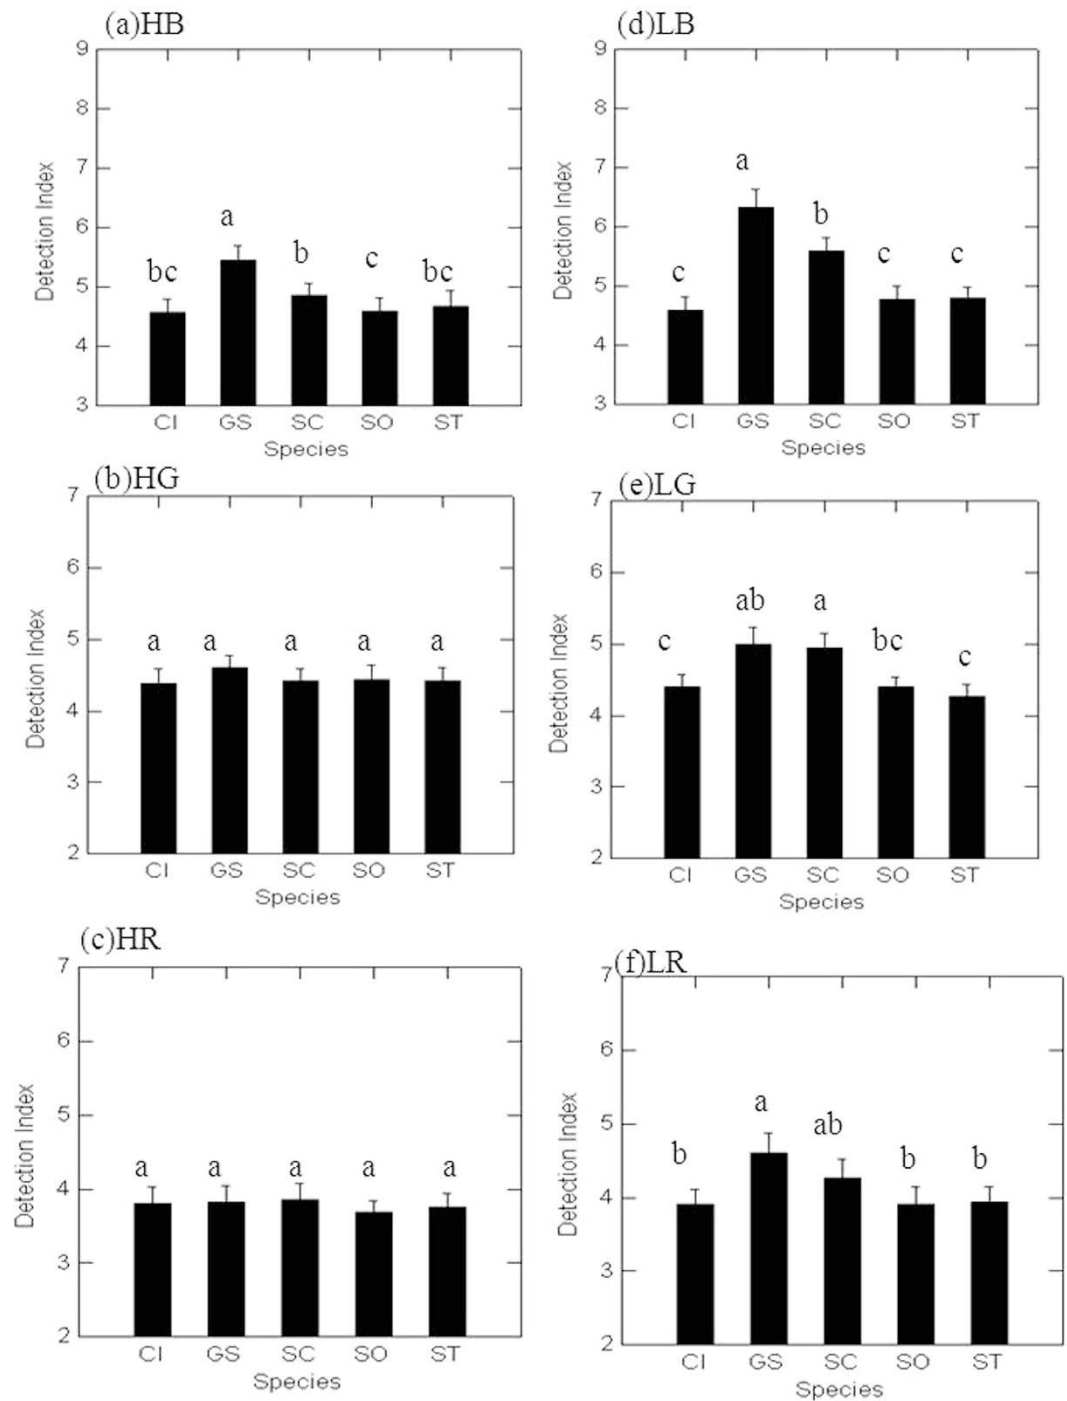 (a)HB
9
8
7
6
5
4
3
Detection Index
bc
a
b
c
bc
CI GS SC SO ST
Species
(d)LB
9
8
7
6
5
4
3
Detection Index
c
a
b
c
c
CI GS SC SO ST
Species
(b)HG
7
6
5
4
3
2
Detection Index
a a a a a
CI GS SC SO ST
Species
(e)LG
7
6
5
4
3
2
Detection Index
c
ab
a
bc
c
CI GS SC SO ST
Species
(c)HR
7
6
5
4
3
2
Detection Index
a a a a a
CI GS SC SO ST
Species
(f)LR
7
6
5
4
3
2
Detection Index
b
a
ab
b
b
CI GS SC SO ST
Species